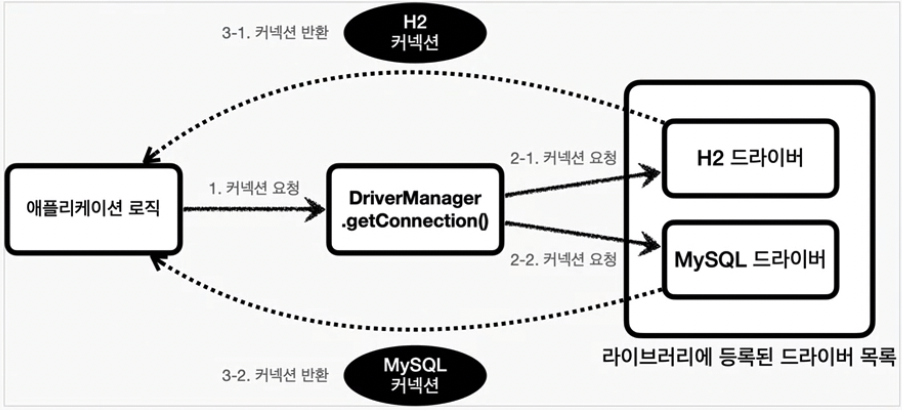 3-1. 커넥션 반환
H2
커넥션
애플리케이션 로직
1. 커넥션 요청
DriverManager
.getConnection()
2-1. 커넥션 요청
2-2. 커넥션 요청
H2 드라이버
MySQL 드라이버
라이브러리에 등록된 드라이버 목록
3-2. 커넥션 반환
MySQL
커넥션